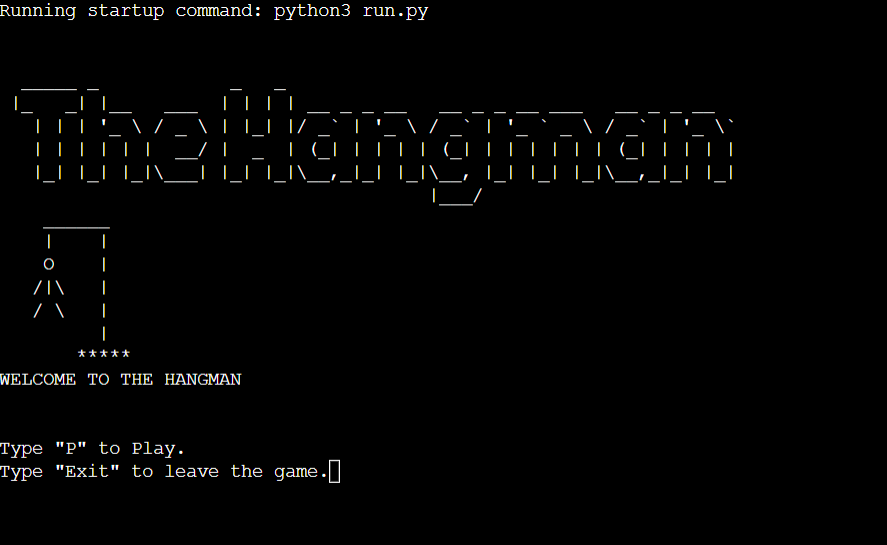 Running startup command: python3 run.py
The Hangman
*****
WELCOME TO THE HANGMAN
Type "P" to Play.
Type "Exit" to leave the game.